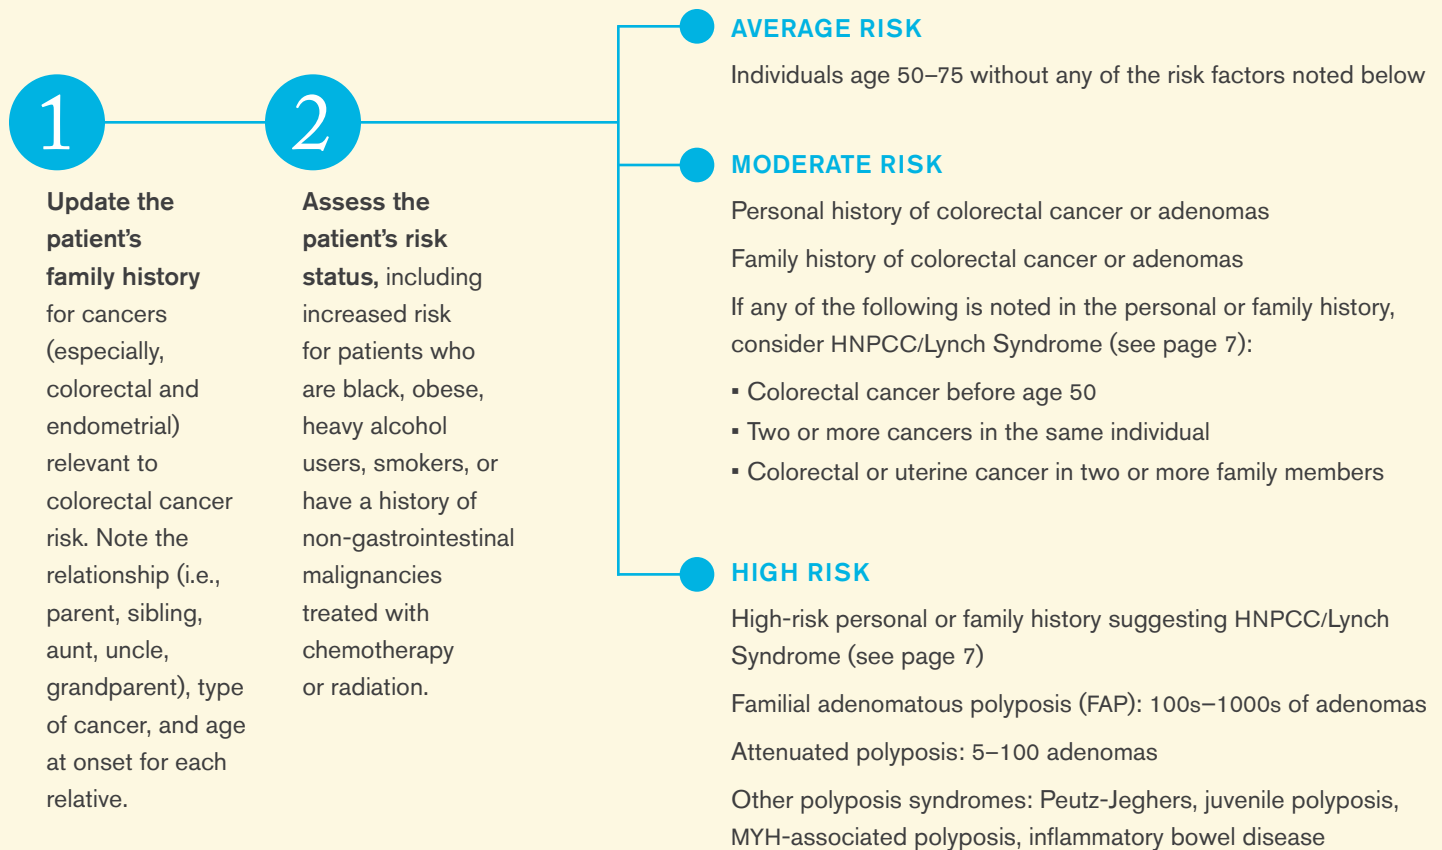 1
Update the
patient’s
family history
for cancers
(especially,
colorectal and
endometrial)
relevant to
colorectal cancer
risk. Note the
relationship (i.e.,
parent, sibling,
aunt, uncle,
grandparent), type
of cancer, and age
at onset for each
relative.
2
Assess the
patient’s risk
status, including
increased risk
for patients who
are black, obese,
heavy alcohol
users, smokers, or
have a history of
non-gastrointestinal
malignancies
treated with
chemotherapy
or radiation.
AVERAGE RISK
Individuals age 50–75 without any of the risk factors noted below
MODERATE RISK
Personal history of colorectal cancer or adenomas
Family history of colorectal cancer or adenomas
If any of the following is noted in the personal or family history,
consider HNPCC/Lynch Syndrome (see page 7):
▪ Colorectal cancer before age 50
▪ Two or more cancers in the same individual
▪ Colorectal or uterine cancer in two or more family members
HIGH RISK
High-risk personal or family history suggesting HNPCC/Lynch
Syndrome (see page 7)
Familial adenomatous polyposis (FAP): 100s–1000s of adenomas
Attenuated polyposis: 5–100 adenomas
Other polyposis syndromes: Peutz-Jeghers, juvenile polyposis,
MYH-associated polyposis, inflammatory bowel disease